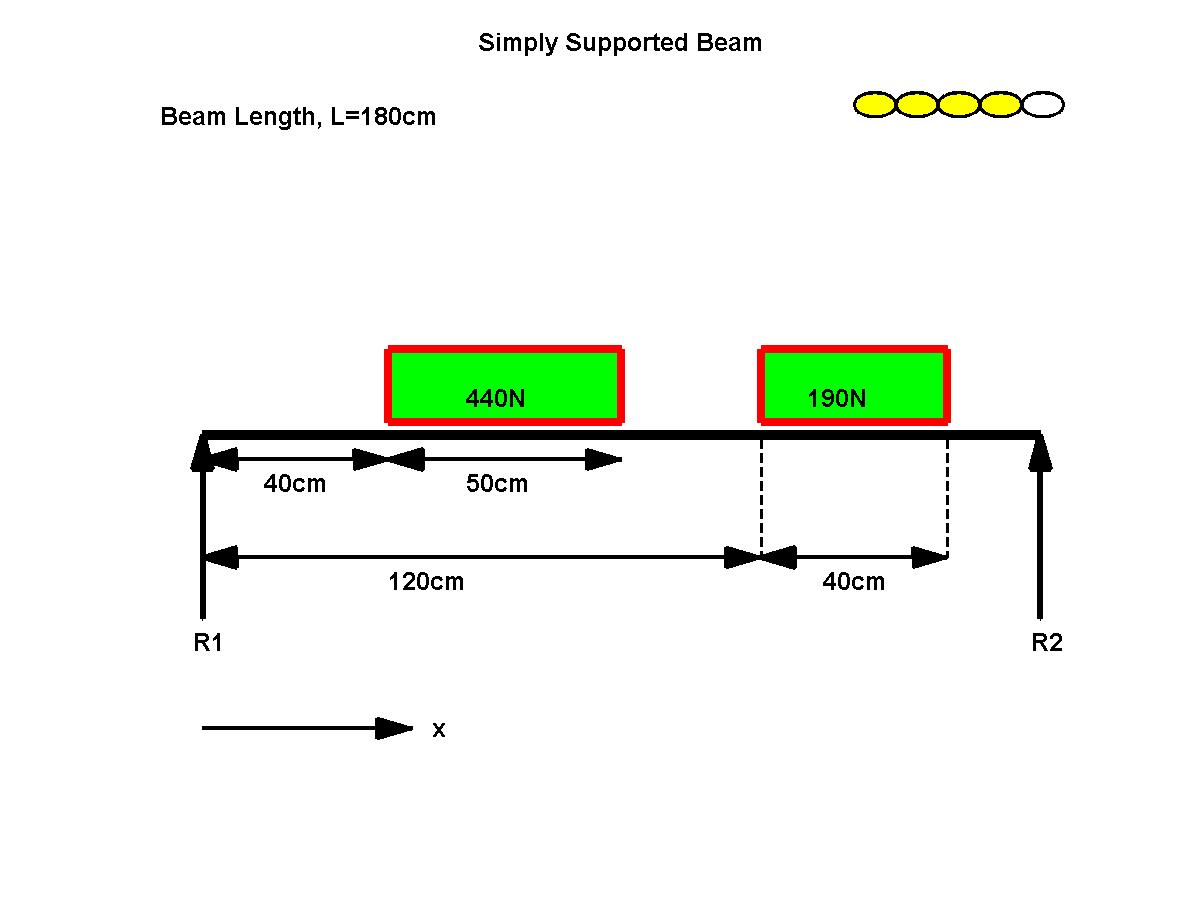 Simply Supported Beam
Beam Length, L=180cm
440N
190N
40cm
50cm
120cm
40cm
R1
R2
x